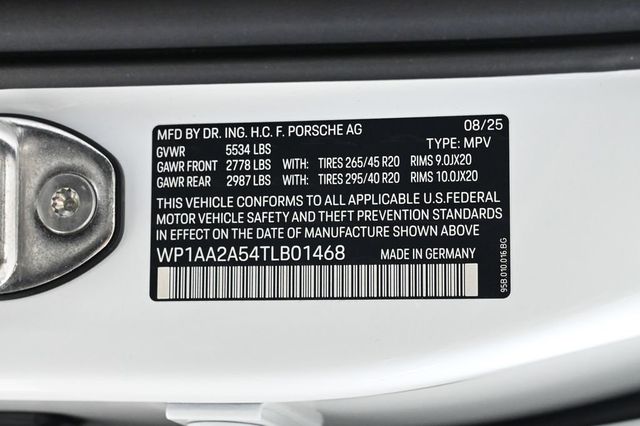 MFD BY DR. ING. H.C. F. PORSCHE AG 08/25
GVWR 5534 LBS TYPE: MPV
GAWR FRONT 2778 LBS WITH: TIRES 265/45 R20 RIMS 9.0JX20
GAWR REAR 2987 LBS WITH: TIRES 295/40 R20 RIMS 10.0JX20
THIS VEHICLE CONFORMS TO ALL APPLICABLE U.S.FEDERAL
MOTOR VEHICLE SAFETY AND THEFT PREVENTION STANDARDS
IN EFFECT ON THE DATE OF MANUFACTURE SHOWN ABOVE
WP1AA2A54TLB01468 MADE IN GERMANY
95B.010.016.BG